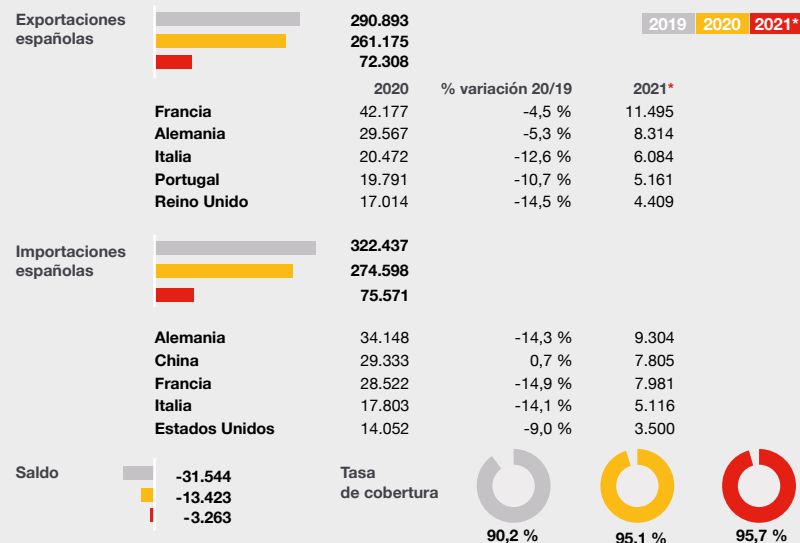 Exportaciones
españolas
290.893
261.175
72.308
2019 2020 2021*
2020 % variación 20/19 2021*
Francia 42.177 -4,5 % 11.495
Alemania 29.567 -5,3 % 8.314
Italia 20.472 -12,6 % 6.084
Portugal 19.791 -10,7 % 5.161
Reino Unido 17.014 -14,5 % 4.409
Importaciones
españolas
322.437
274.598
75.571
Alemania 34.148 -14,3 % 9.304
China 29.333 0,7 % 7.805
Francia 28.522 -14,9 % 7.981
Italia 17.803 -14,1 % 5.116
Estados Unidos 14.052 -9,0 % 3.500
Saldo
-31.544
-13.423
-3.263
Tasa
de cobertura
90,2 % 95,1 % 95,7 %